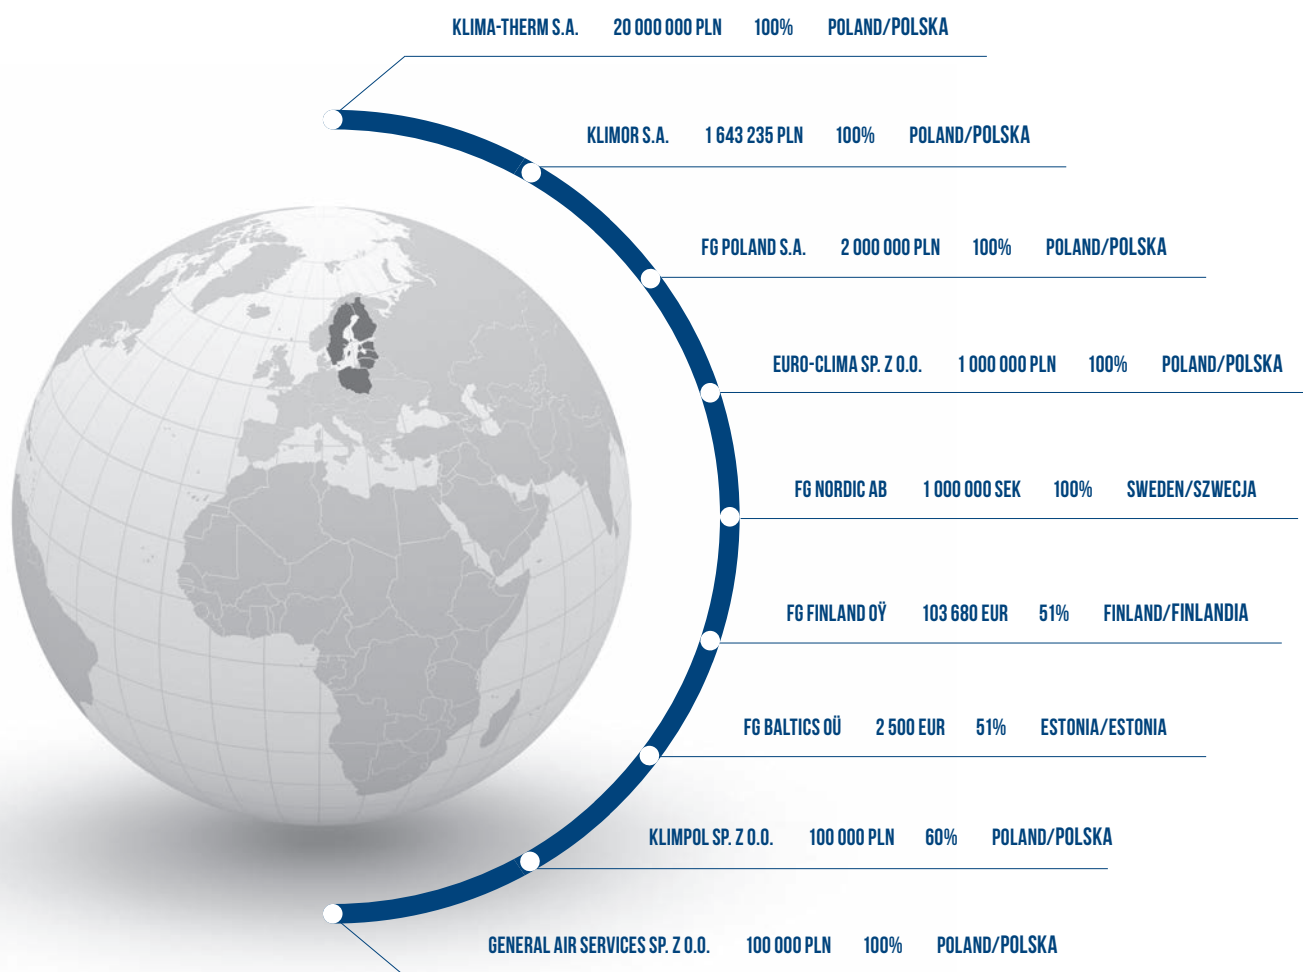 KLIMA-THERM S.A. 20 000 000 PLN 100% POLAND/POLSKA
KLIMOR S.A. 1 643 235 PLN 100% POLAND/POLSKA
FG POLAND S.A. 2 000 000 PLN 100% POLAND/POLSKA
EURO-CLIMA SP. Z O.O. 1 000 000 PLN 100% POLAND/POLSKA
FG NORDIC AB 1 000 000 SEK 100% SWEDEN/SZWECJA
FG FINLAND OŸ 103 680 EUR 51% FINLAND/FINLANDIA
FG BALTICS OÜ 2 500 EUR 51% ESTONIA/ESTONIA
KLIMPOL SP. Z O.O. 100 000 PLN 60% POLAND/POLSKA
GENERAL AIR SERVICES SP. Z O.O. 100 000 PLN 100% POLAND/POLSKA